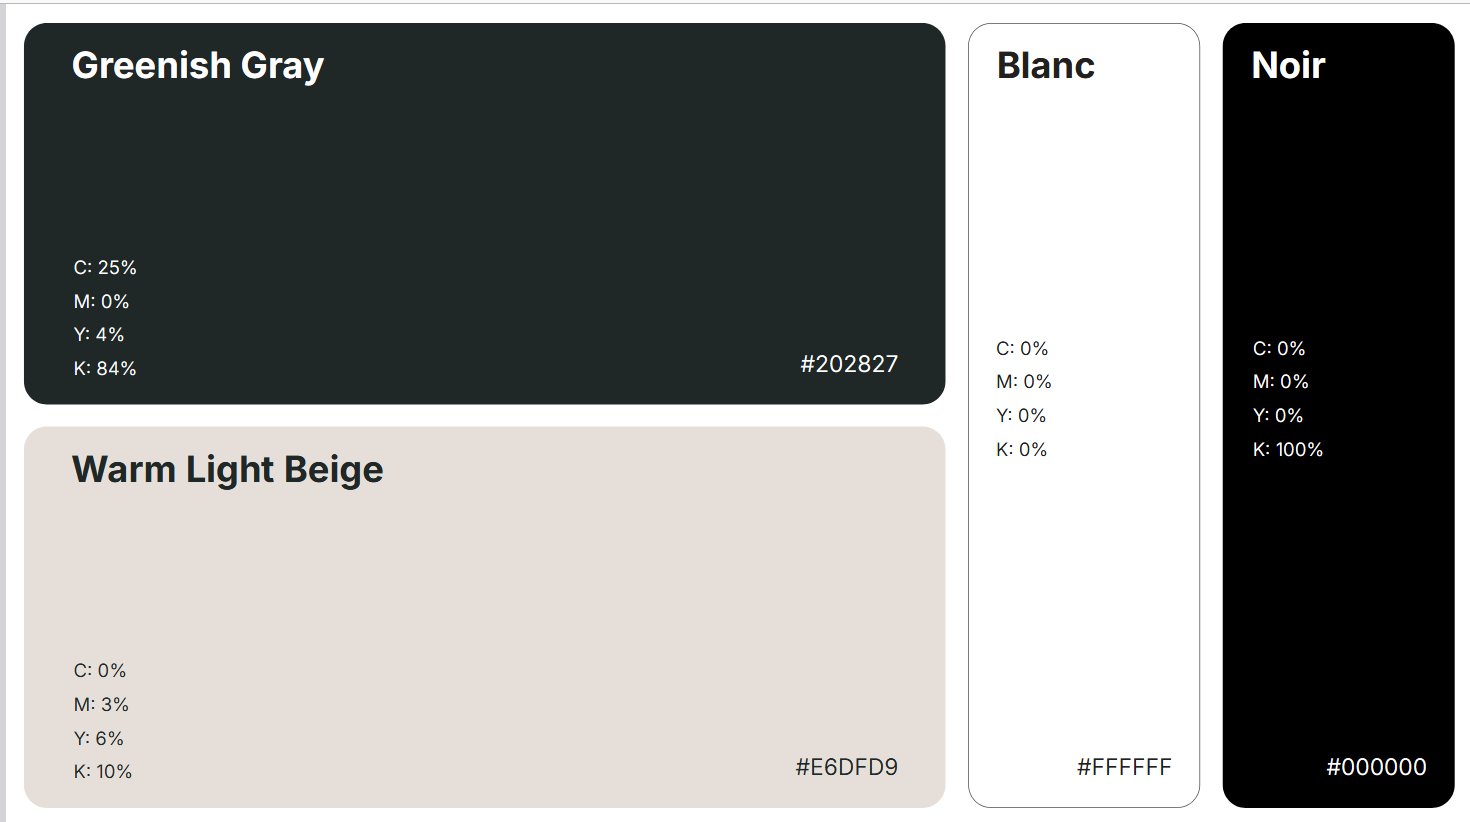 Greenish Gray
C: 25%
M: 0%
Y: 4%
K: 84%
#202827
Warm Light Beige
C: 0%
M: 3%
Y: 6%
K: 10%
#E6DFD9
Blanc
C: 0%
M: 0%
Y: 0%
K: 0%
#FFFFFF
Noir
C: 0%
M: 0%
Y: 0%
K: 100%
#000000